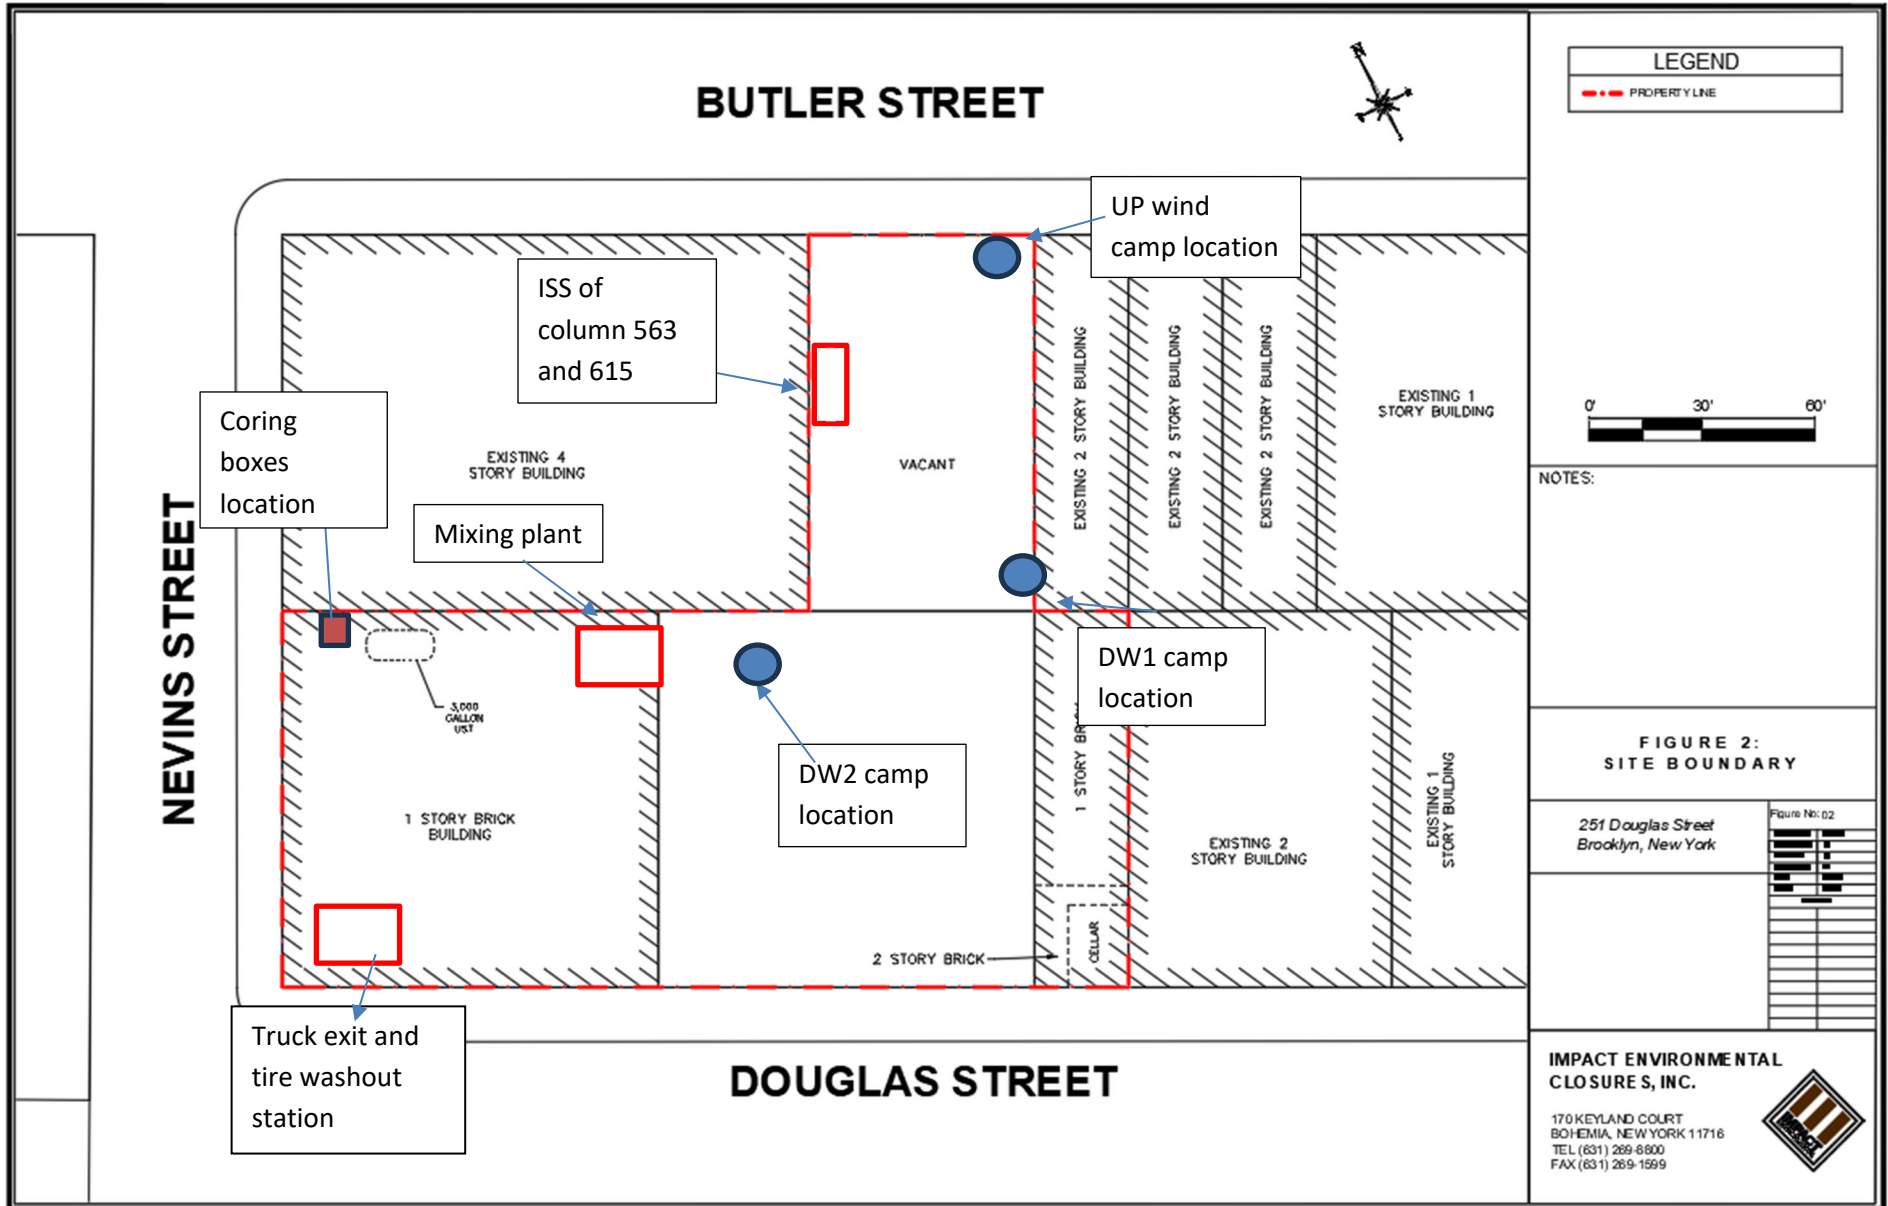 BUTLER STREET
N
LEGEND
PROPERTY LINE
UP wind
camp location
ISS of
column 563
and 615
Coring
boxes
location
EXISTING 4
STORY BUILDING
VACANT
EXISTING 2 STORY BUILDING
EXISTING 2 STORY BUILDING
EXISTING 2 STORY BUILDING
EXISTING 1
STORY BUILDING
0'
30'
60'
NOTES:
Mixing plant
NEVINS STREET
3,000
GALLON
UST
DW1 camp
location
1 STORY BRICK
BUILDING
DW2 camp
location
1 STORY BR
EXISTING 2
STORY BUILDING
EXISTING 1
STORY BUILDING
2 STORY BRICK
CELLAR
Truck exit and
tire washout
station
DOUGLAS STREET
FIGURE 2:
SITE BOUNDARY
251 Douglas Street
Brooklyn, New York
Figure No: 02
IMPACT ENVIRONMENTAL
CLOSURES, INC.
170 KEYLAND COURT
BOHEMIA, NEW YORK 11716
TEL (631) 269-8800
FAX (631) 269-1599
IMPACT